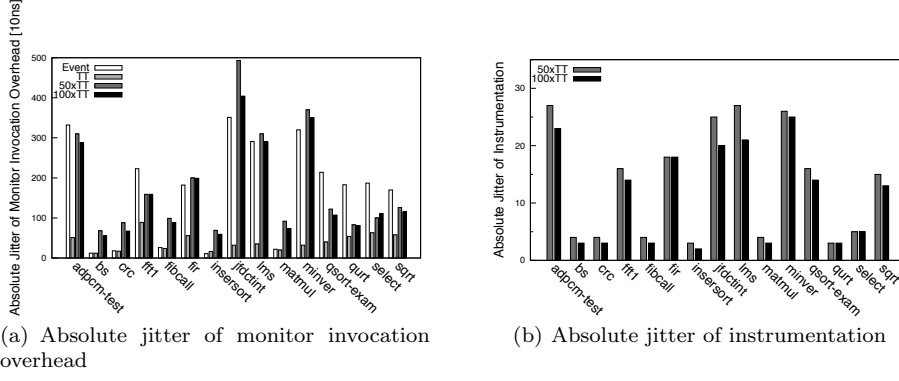 Absolute Jitter of Monitor Invocation Overhead [10ns]
500
400
300
200
100
0
Event
TT
50xTT
100xTT
adpcm-test
bs
crc
fft1
fibcall
fir
insersort
jfdctint
lms
matmul
minver
qsort-exam
qurt
select
sqrt
(a) Absolute jitter of monitor invocation
overhead
Absolute Jitter of Instrumentation
30
20
10
0
50xTT
100xTT
adpcm-test
bs
crc
fft1
fibcall
fir
insersort
jfdctint
lms
matmul
minver
qsort-exam
qurt
select
sqrt
(b) Absolute jitter of instrumentation